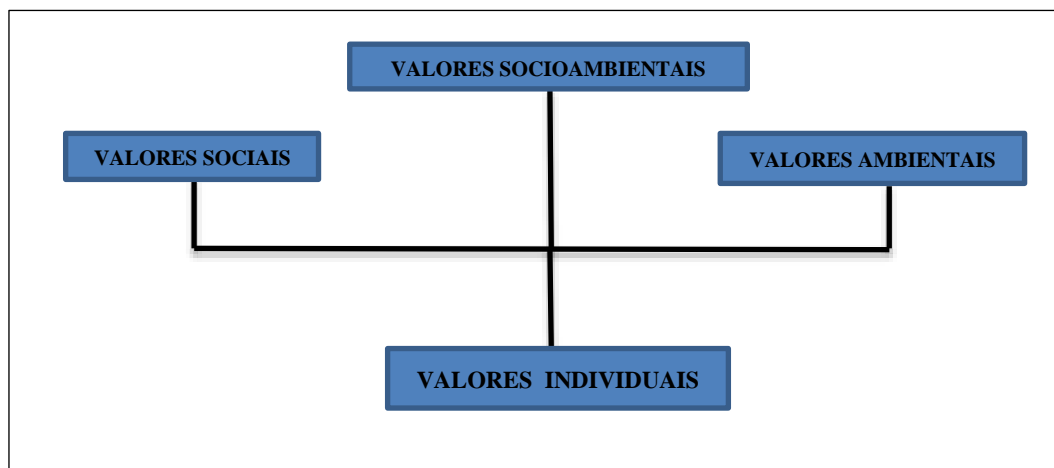 VALORES SOCIOAMBIENTAIS
VALORES SOCIAIS
VALORES AMBIENTAIS
VALORES INDIVIDUAIS